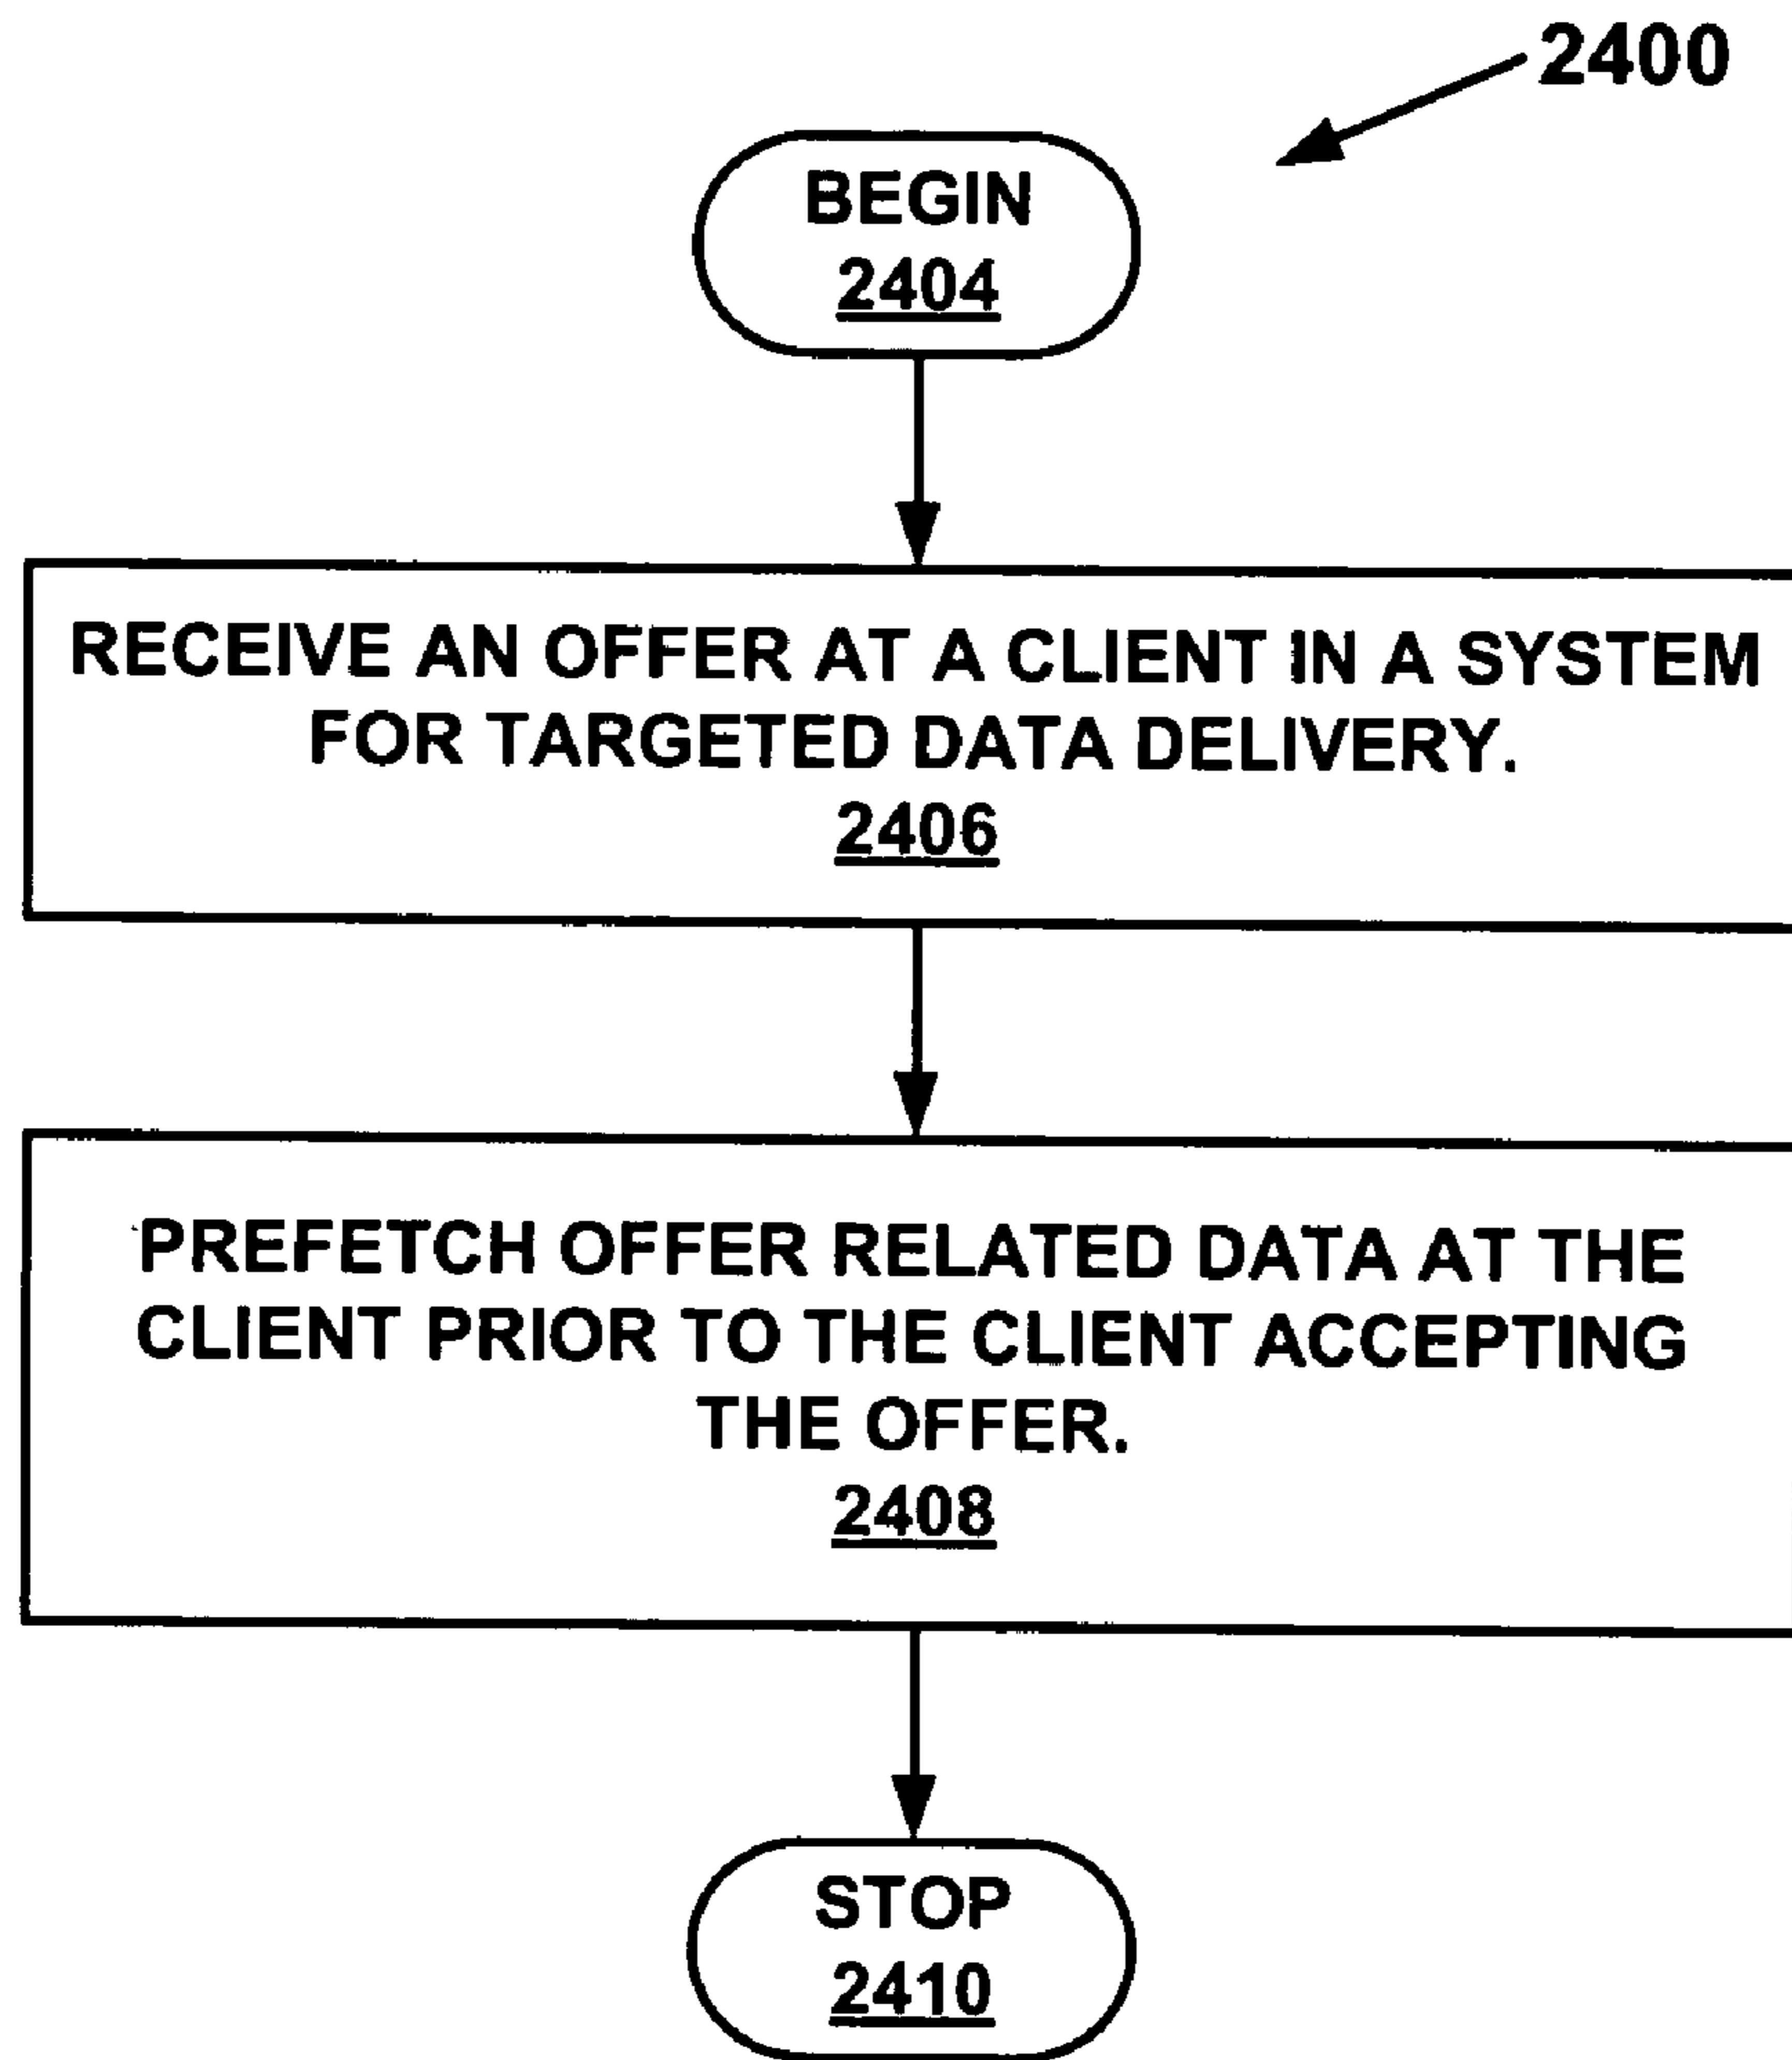 2400
BEGIN
2404
RECEIVE AN OFFER AT A CLIENT IN A SYSTEM
FOR TARGETED DATA DELIVERY.
2406
PREFETCH OFFER RELATED DATA AT THE
CLIENT PRIOR TO THE CLIENT ACCEPTING
THE OFFER.
2408
STOP
2410